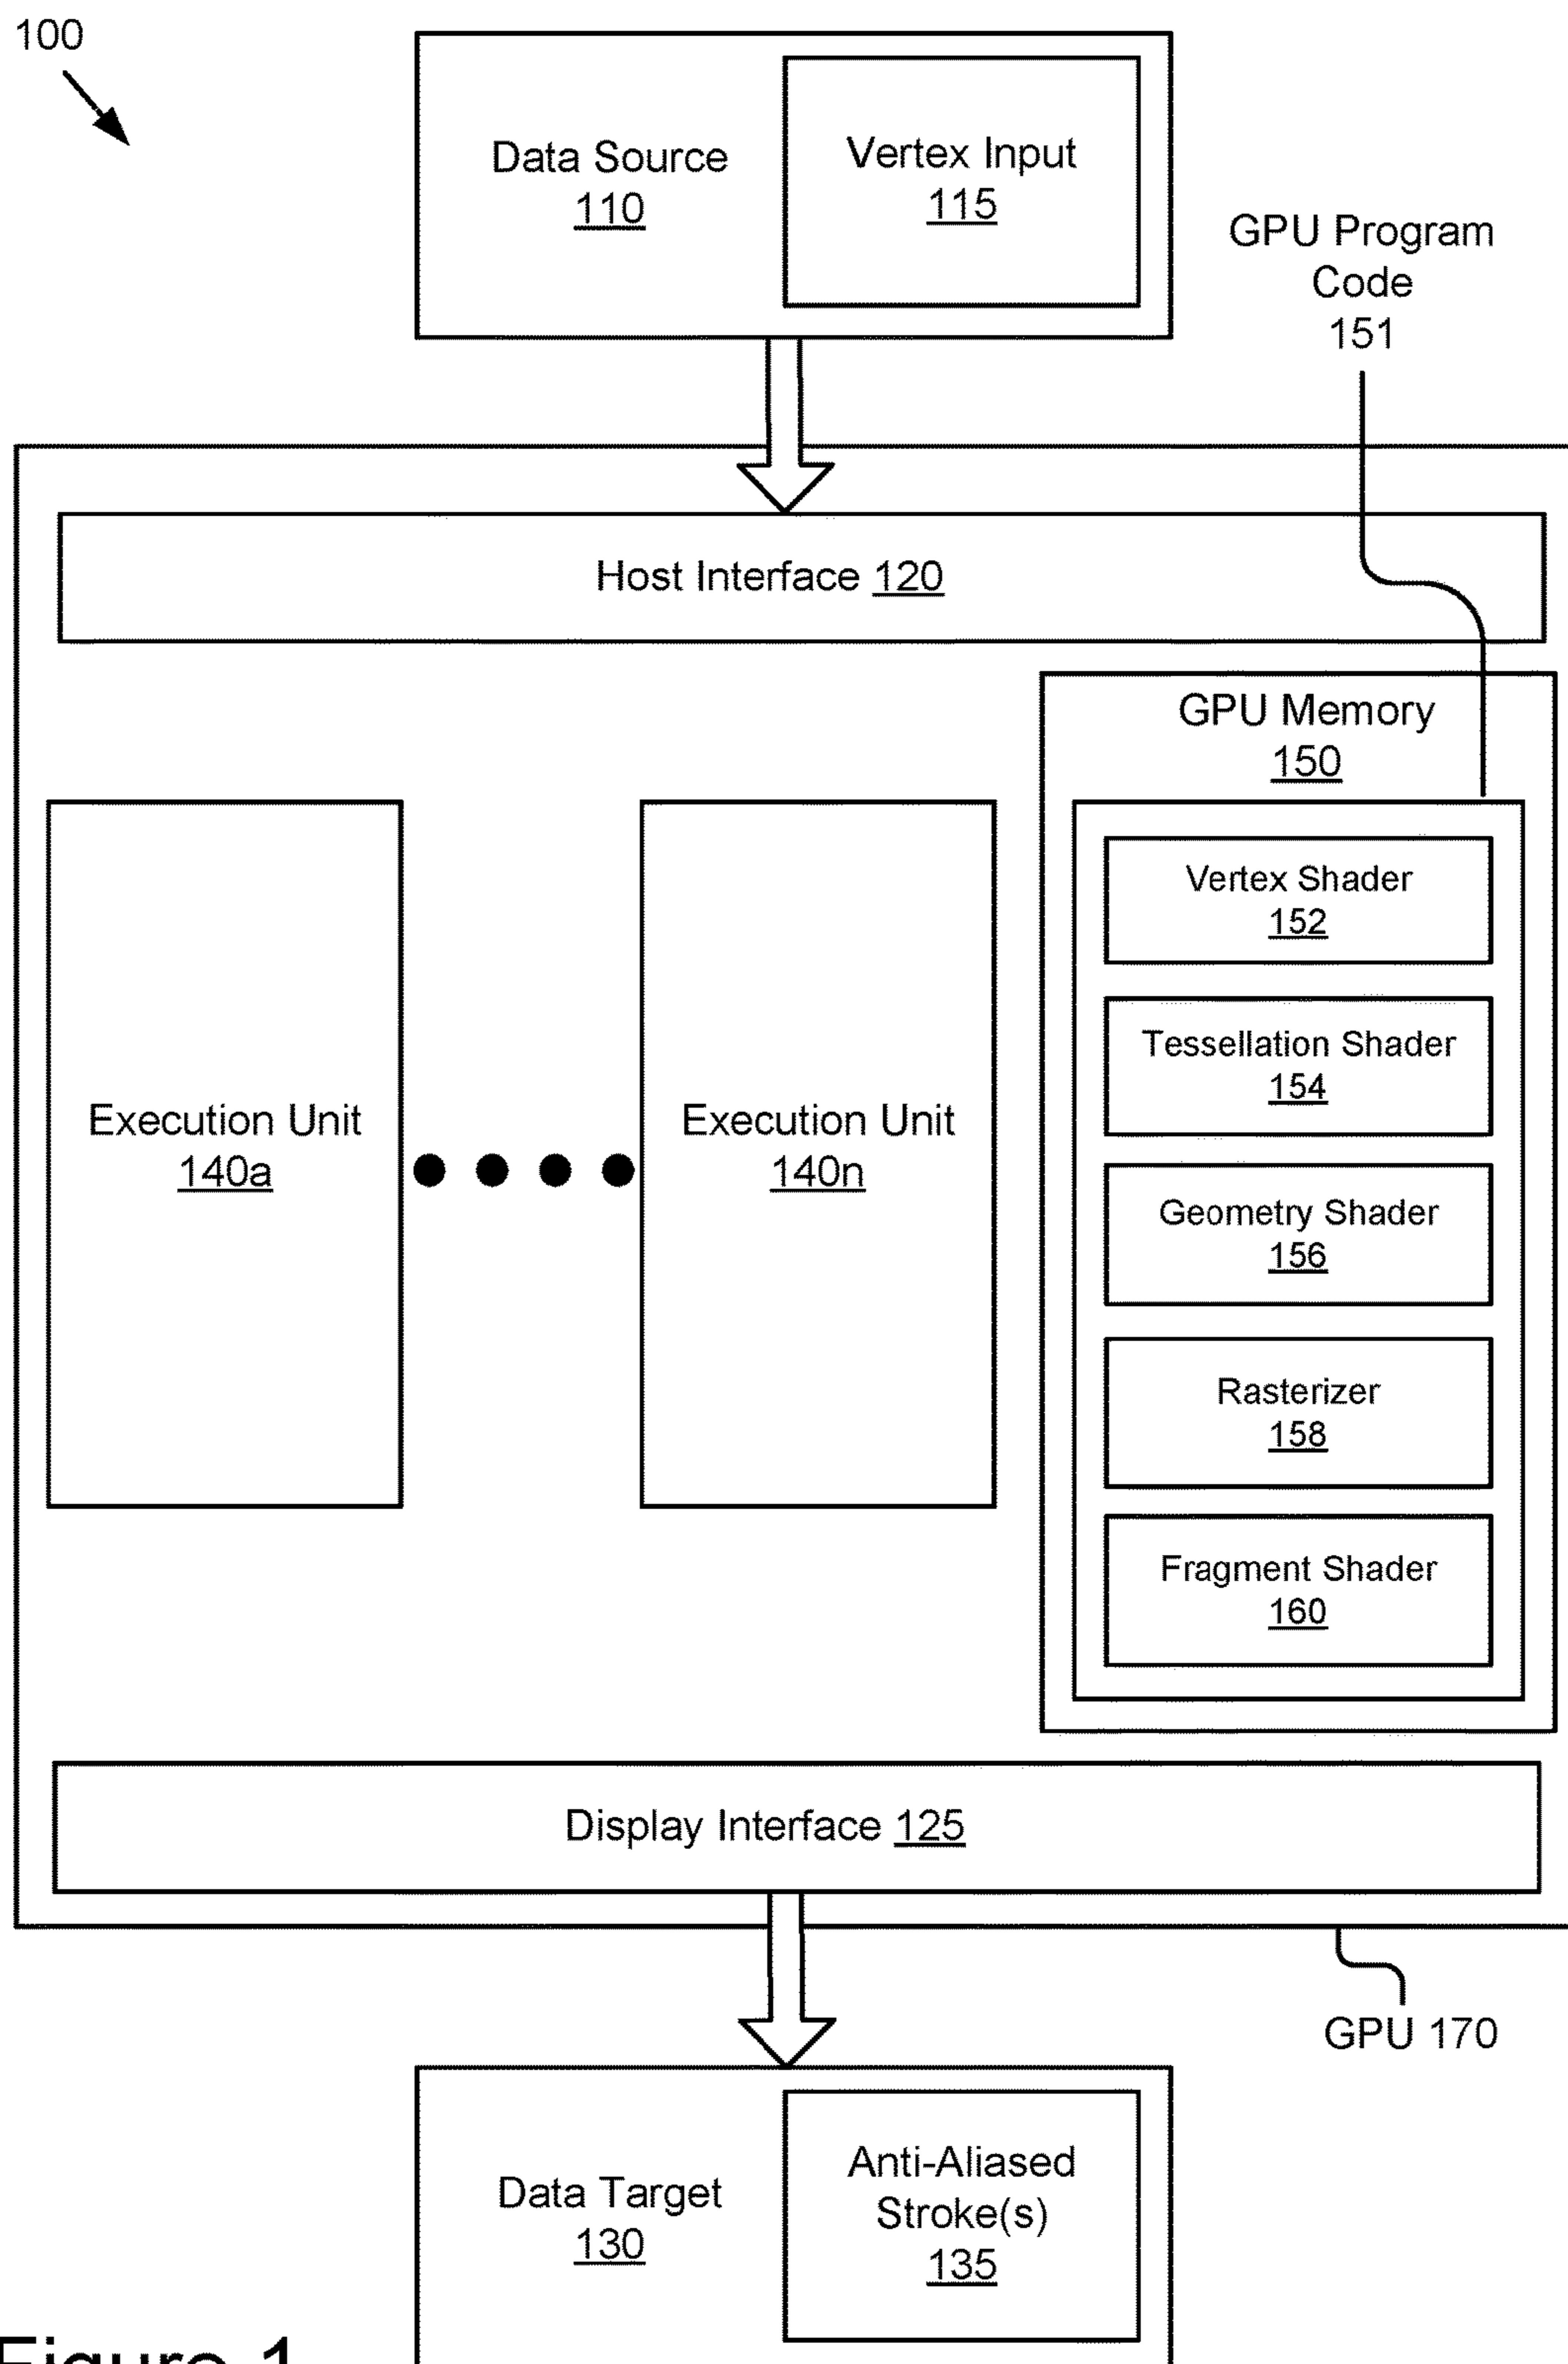 100
Data Source
110
Vertex Input
115
GPU Program
Code
151
Host Interface 120
GPU Memory
150
Execution Unit
140a
Execution Unit
140n
Vertex Shader
152
Tessellation Shader
154
Geometry Shader
156
Rasterizer
158
Fragment Shader
160
Display Interface 125
GPU 170
Data Target
130
Anti-Aliased
Stroke(s)
135
Figure 1